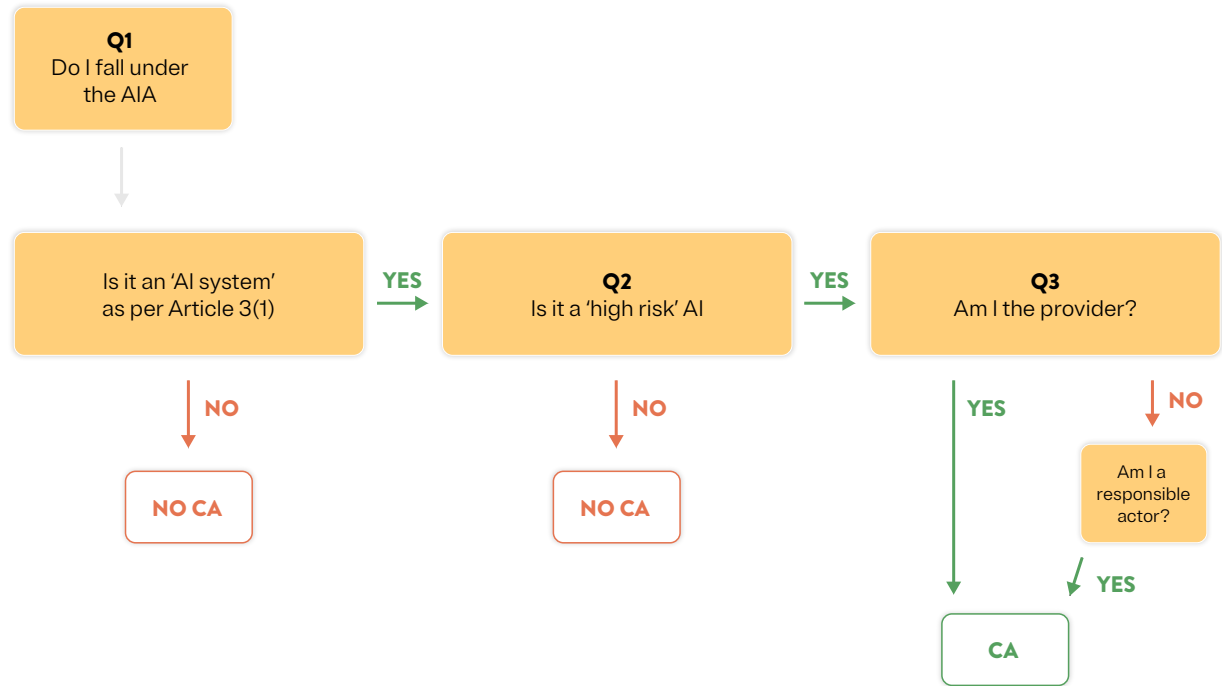 Q1
Do I fall under
the AIA
Is it an ‘AI system’
as per Article 3(1)
YES
Q2
Is it a ‘high risk’ AI
YES
Q3
Am I the provider?
NO
NO
YES
NO
NO CA
NO CA
Am I a
responsible
actor?
YES
CA